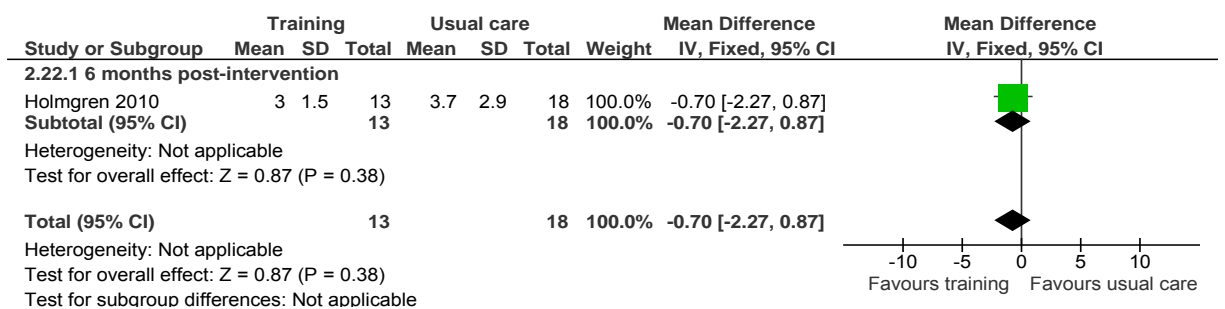 Training Usual care Mean Difference Mean Difference
Study or Subgroup Mean SD Total Mean SD Total Weight IV, Fixed, 95% CI IV, Fixed, 95% CI
2.22.1 6 months post-intervention
Holmgren 2010 3 1.5 13 3.7 2.9 18 100.0% -0.70 [-2.27, 0.87]
Subtotal (95% CI) 13 18 100.0% -0.70 [-2.27, 0.87]
Heterogeneity: Not applicable
Test for overall effect: Z = 0.87 (P = 0.38)
Total (95% CI) 13 18 100.0% -0.70 [-2.27, 0.87]
Heterogeneity: Not applicable
Test for overall effect: Z = 0.87 (P = 0.38)
Test for subgroup differences: Not applicable
-10 -5 0 5 10
Favours training Favours usual care